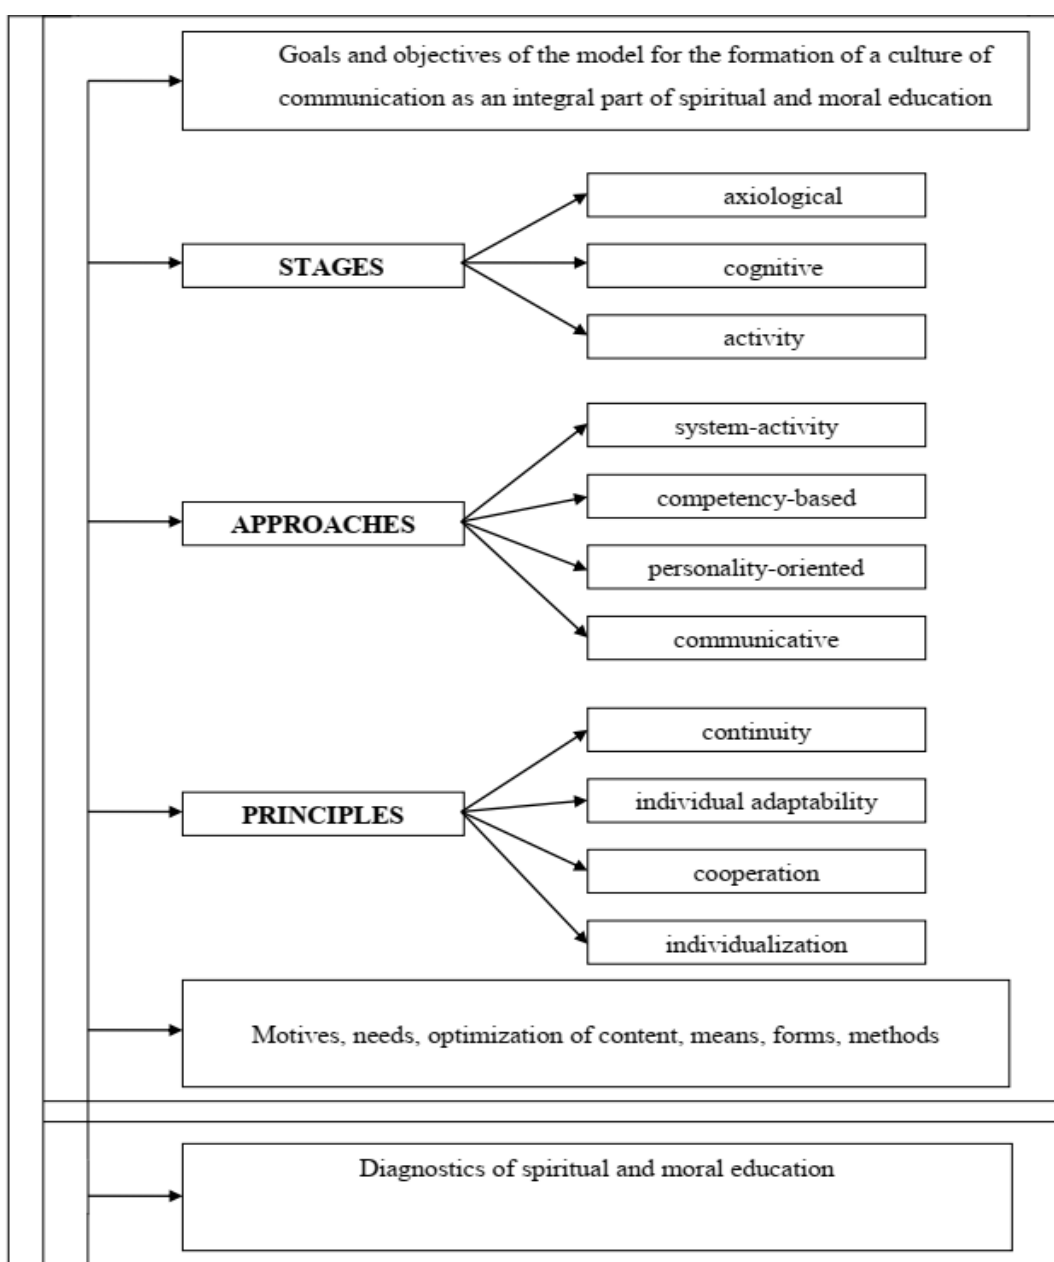 Goals and objectives of the model for the formation of a culture of
communication as an integral part of spiritual and moral education
axiological
STAGES
cognitive
activity
system-activity
competency-based
APPROACHES
personality-oriented
communicative
continuity
individual adaptability
PRINCIPLES
cooperation
individualization
Motives, needs, optimization of content, means, forms, methods
Diagnostics of spiritual and moral education